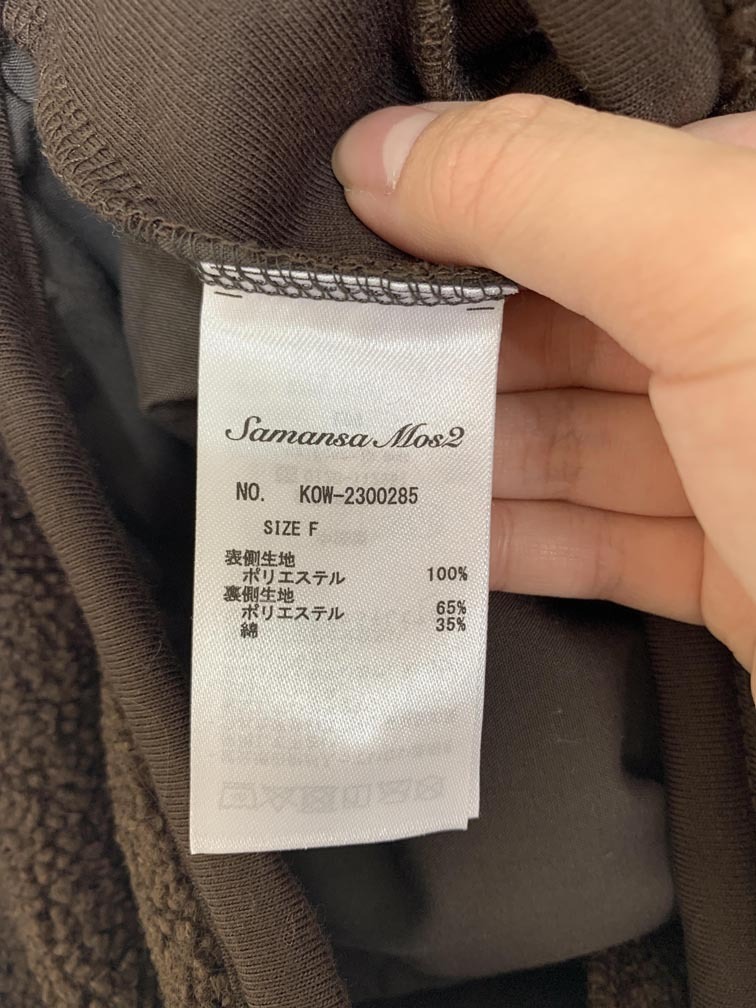 Samansa Mos2
NO. KOW-2300285
SIZE F
表側生地
ポリエステル 100%
裏側生地
ポリエステル 65%
綿 35%